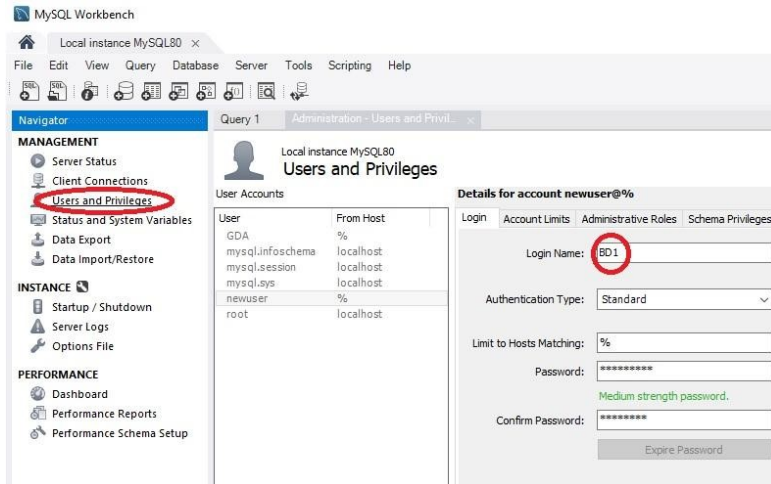 MySQL Workbench
Local instance MySQL80 ×
File Edit View Query Database Server Tools Scripting Help
SQL SQL
Navigator
MANAGEMENT
Server Status
Client Connections
Users and Privileges
Status and System Variables
Data Export
Data Import/Restore
INSTANCE
Startup / Shutdown
Server Logs
Options File
PERFORMANCE
Dashboard
Performance Reports
Performance Schema Setup
Query 1 Administration - Users and Privil... ×
Local instance MySQL80
Users and Privileges
User Accounts
User From Host
GDA %
mysql.infoschema localhost
mysql.session localhost
mysql.sys localhost
newuser %
root localhost
Details for account newuser@%
Login Account Limits Administrative Roles Schema Privileges
Login Name: BD1
Authentication Type: Standard
Limit to Hosts Matching: %
Password: *********
Medium strength password.
Confirm Password: ********
Expire Password